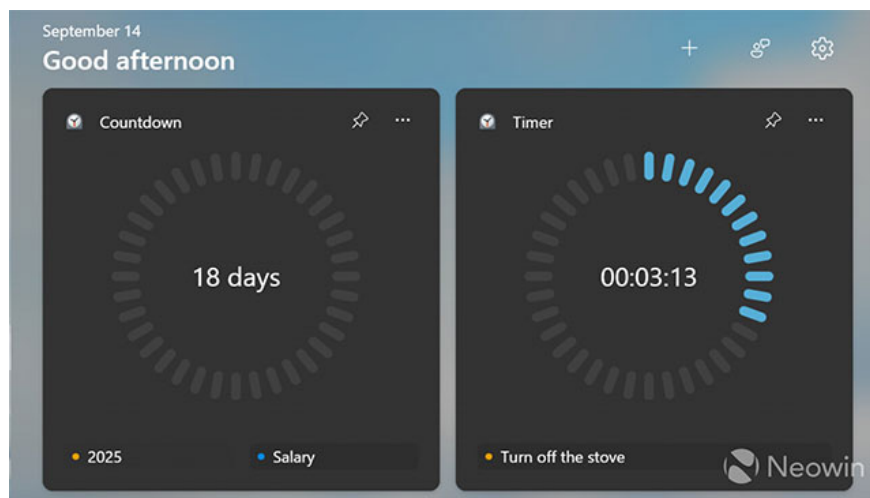 September 14
Good afternoon
Countdown
18 days
2025
Salary
Timer
00:03:13
Turn off the stove
Neowin